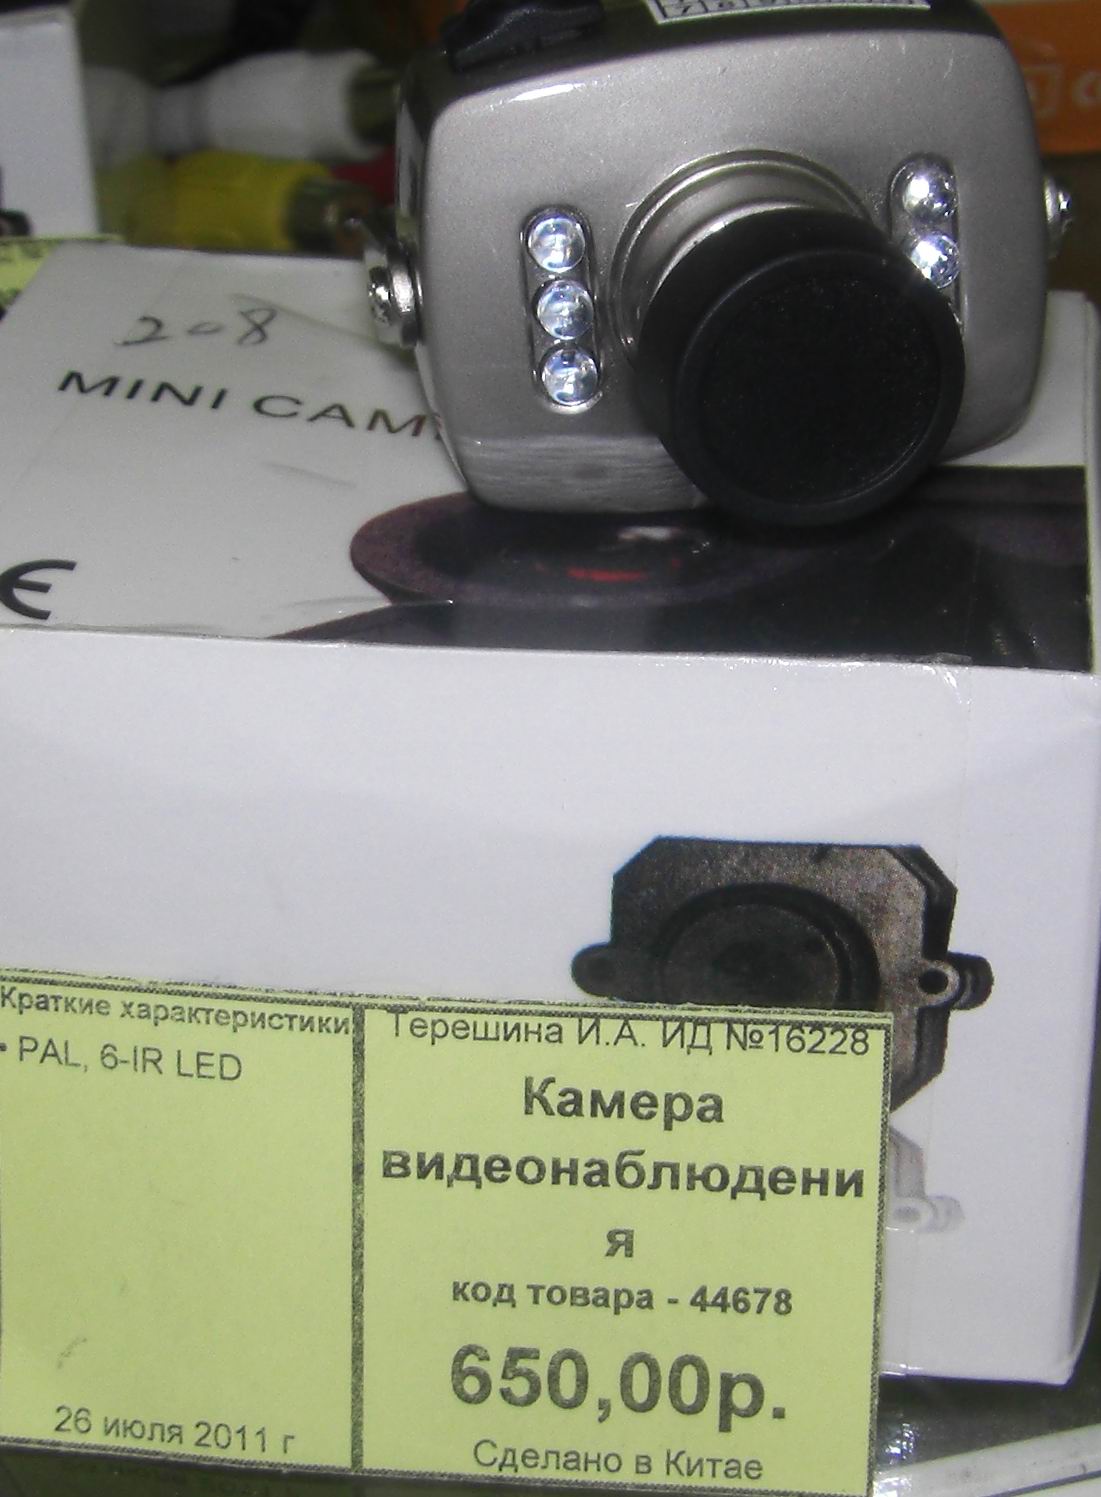 208
MINI CAM
CE
Краткие характеристики
• PAL, 6-IR LED
26 июля 2011 г
Терешина И.А. ИД №16228
Камера
видеонаблюдени
я
код товара - 44678
650,00р.
Сделано в Китае